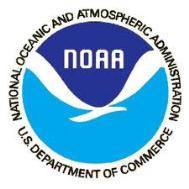 NATIONAL OCEANIC AND ATMOSPHERIC ADMINISTRATION
NOAA
U.S. DEPARTMENT OF COMMERCE